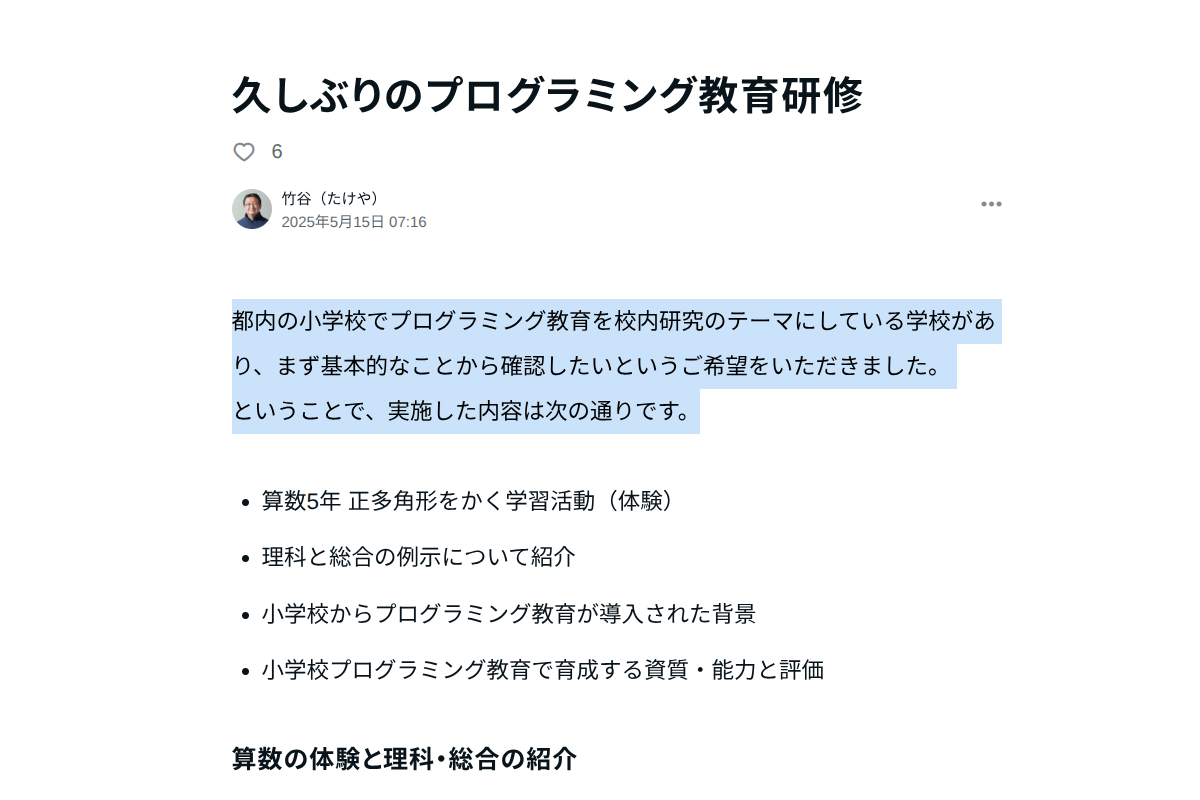 久しぶりのプログラミング教育研修
6
竹谷（たけや）
2025年5月15日 07:16
都内の小学校でプログラミング教育を校内研究のテーマにしている学校があ
り、まず基本的なことから確認したいというご希望をいただきました。
ということで、実施した内容は次の通りです。
• 算数5年 正多角形をかく学習活動（体験）
• 理科と総合の例示について紹介
• 小学校からプログラミング教育が導入された背景
• 小学校プログラミング教育で育成する資質・能力と評価
算数の体験と理科・総合の紹介